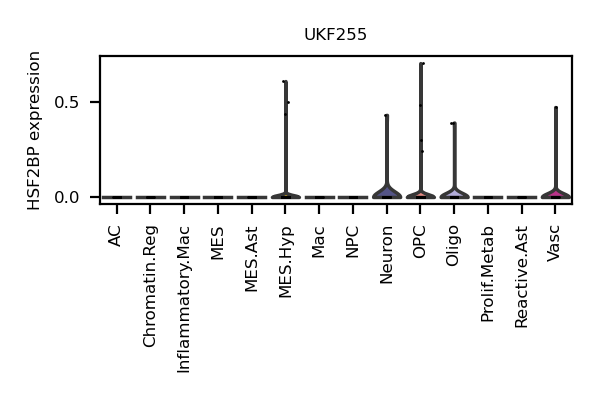 UKF255
HSF2BP expression
0.5
0.0
AC
Chromatin.Reg
Inflammatory.Mac
MES
MES.Ast
MES.Hyp
Mac
NPC
Neuron
OPC
Oligo
Prolif.Metab
Reactive.Ast
Vasc